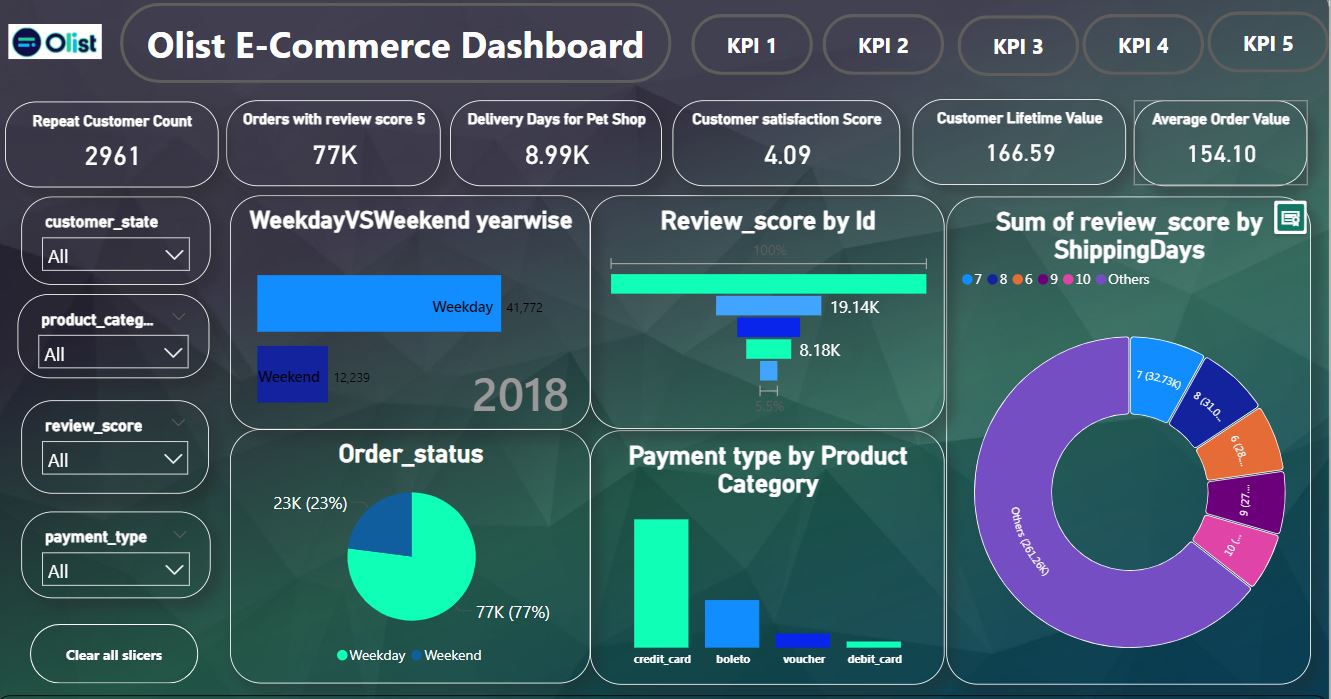 Olist
Olist E-Commerce Dashboard
KPI 1
KPI 2
KPI 3
KPI 4
KPI 5
Repeat Customer Count
2961
Orders with review score 5
77K
Delivery Days for Pet Shop
8.99K
Customer satisfaction Score
4.09
Customer Lifetime Value
166.59
Average Order Value
154.10
customer_state
All
product_categ...
All
review_score
All
payment_type
All
Clear all slicers
WeekdayVSWeekend yearwise
Weekday 41,772
Weekend 12,239
2018
Review_score by Id
100%
19.14K
8.18K
5.5%
Sum of review_score by
ShippingDays
7 8 6 9 10 Others
7 (32.73K)
8 (31.0...
6 (28....
9 (27....
10 (...
Others (261.26K)
Order_status
23K (23%)
77K (77%)
Weekday Weekend
Payment type by Product
Category
credit_card boleto voucher debit_card